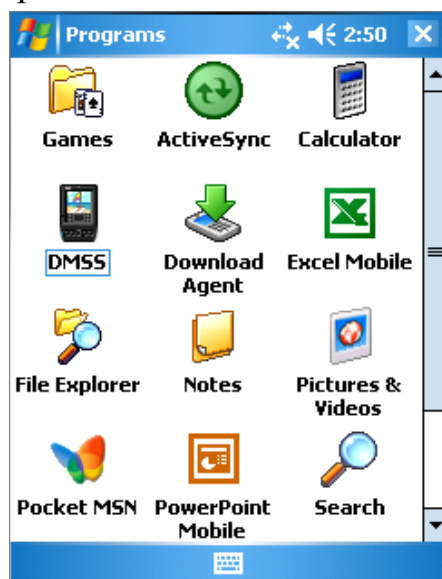 Programs 2:50
Games ActiveSync Calculator
DMSS Download Agent Excel Mobile
File Explorer Notes Pictures & Videos
Pocket MSN PowerPoint Mobile Search